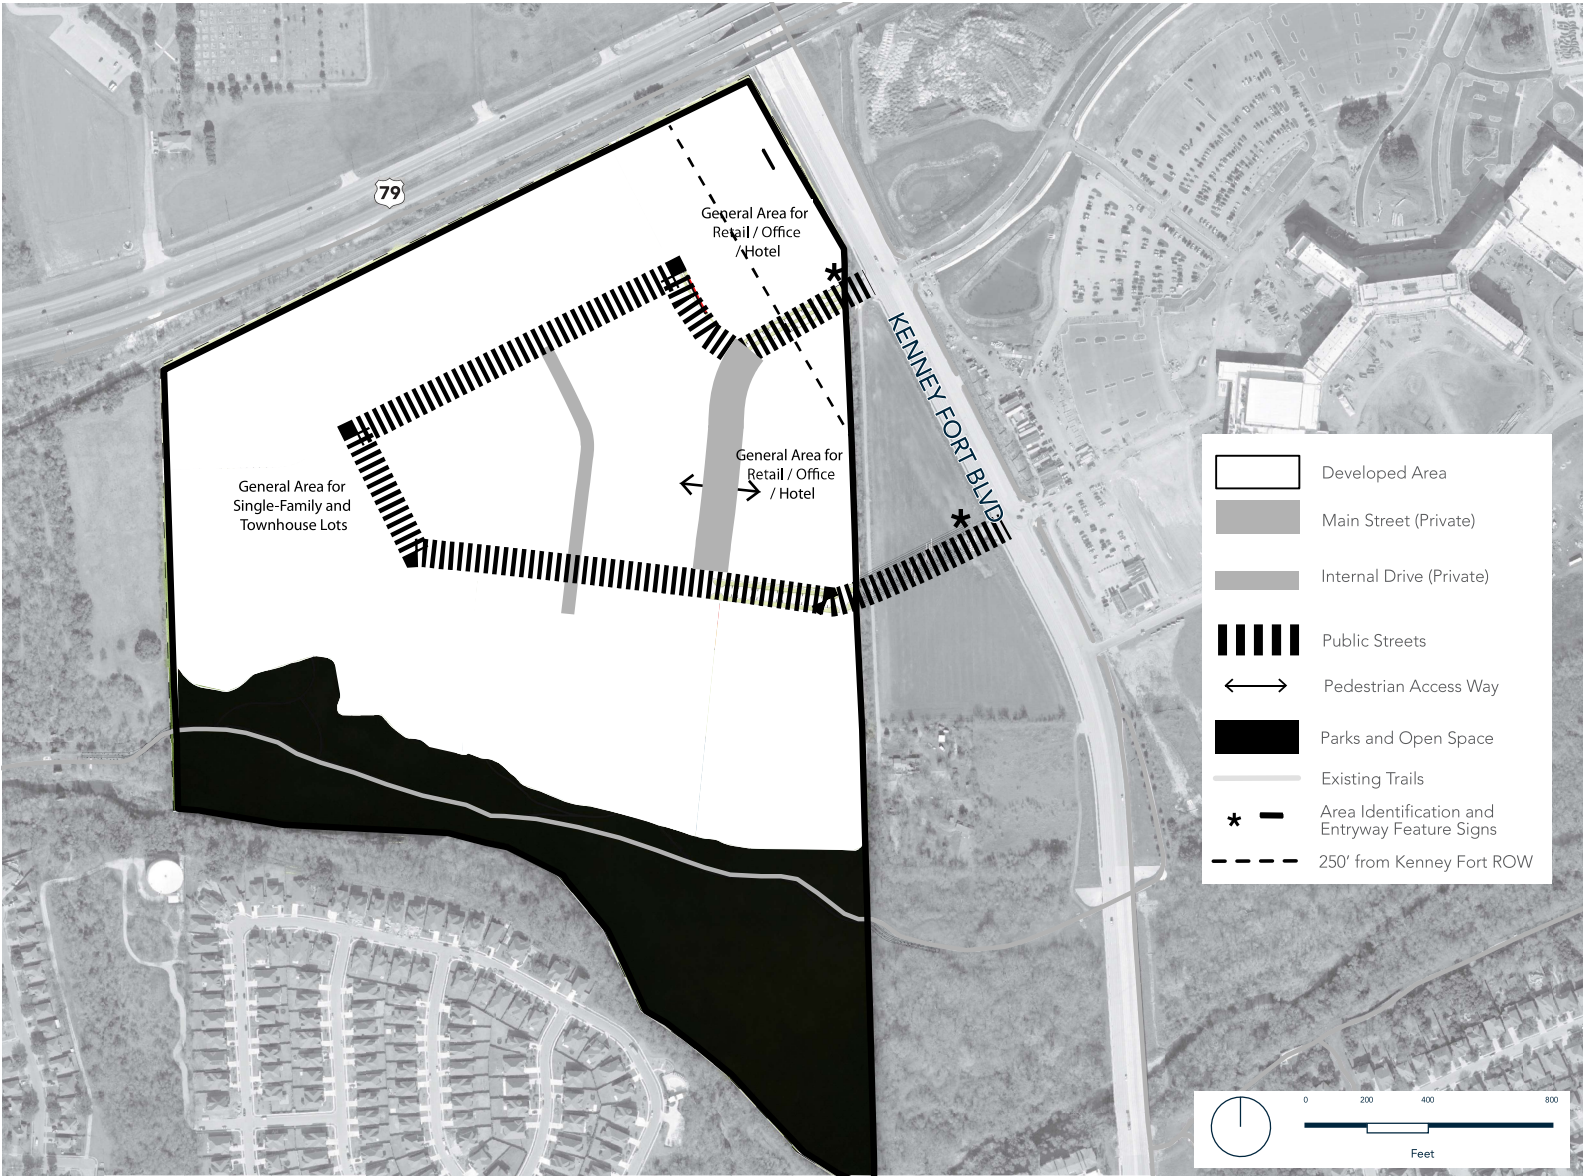 79
General Area for
Retail / Office
/ Hotel
KENNEY FORT BLVD
General Area for
Retail / Office
/ Hotel
General Area for
Single-Family and
Townhouse Lots
Developed Area
Main Street (Private)
Internal Drive (Private)
Public Streets
Pedestrian Access Way
Parks and Open Space
Existing Trails
Area Identification and
Entryway Feature Signs
250' from Kenney Fort ROW
0 200 400 800
Feet